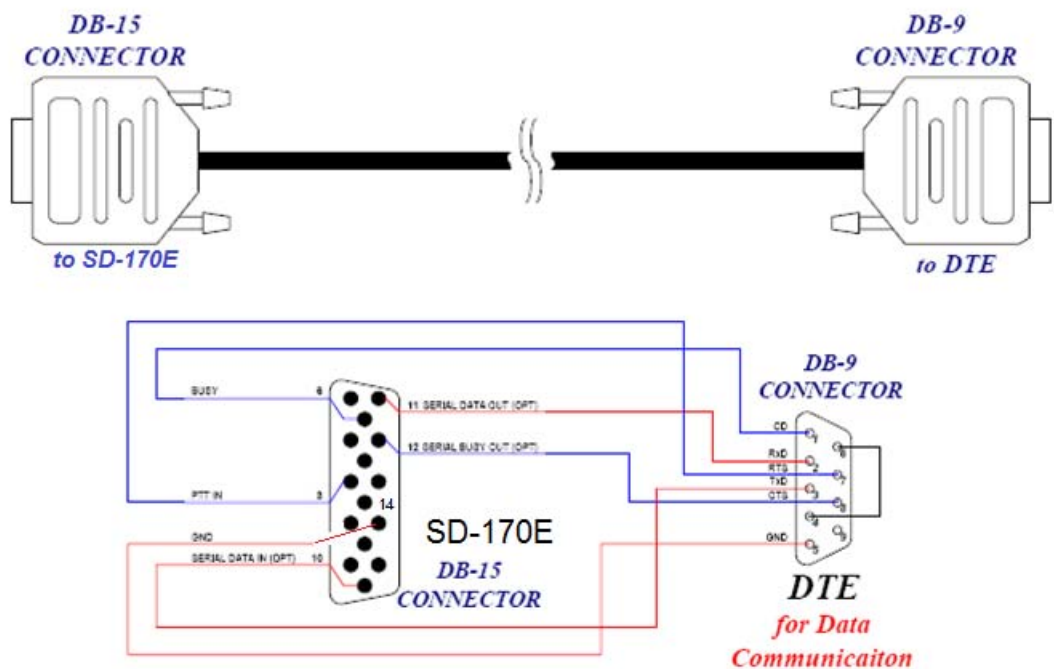 DB-15
CONNECTOR
DB-9
CONNECTOR
to SD-170E
to DTE
DB-9
CONNECTOR
BUSY
6
11 SERIAL DATA OUT (OPT)
CD
1
6
12 SERIAL BUSY OUT (OPT)
RxD
2
RTS
7
TxD
3
PTT IN
3
CTS
8
14
4
GND
SD-170E
9
GND
5
SERIAL DATA IN (OPT)
10
DB-15
CONNECTOR
DTE
for Data
Communicaiton